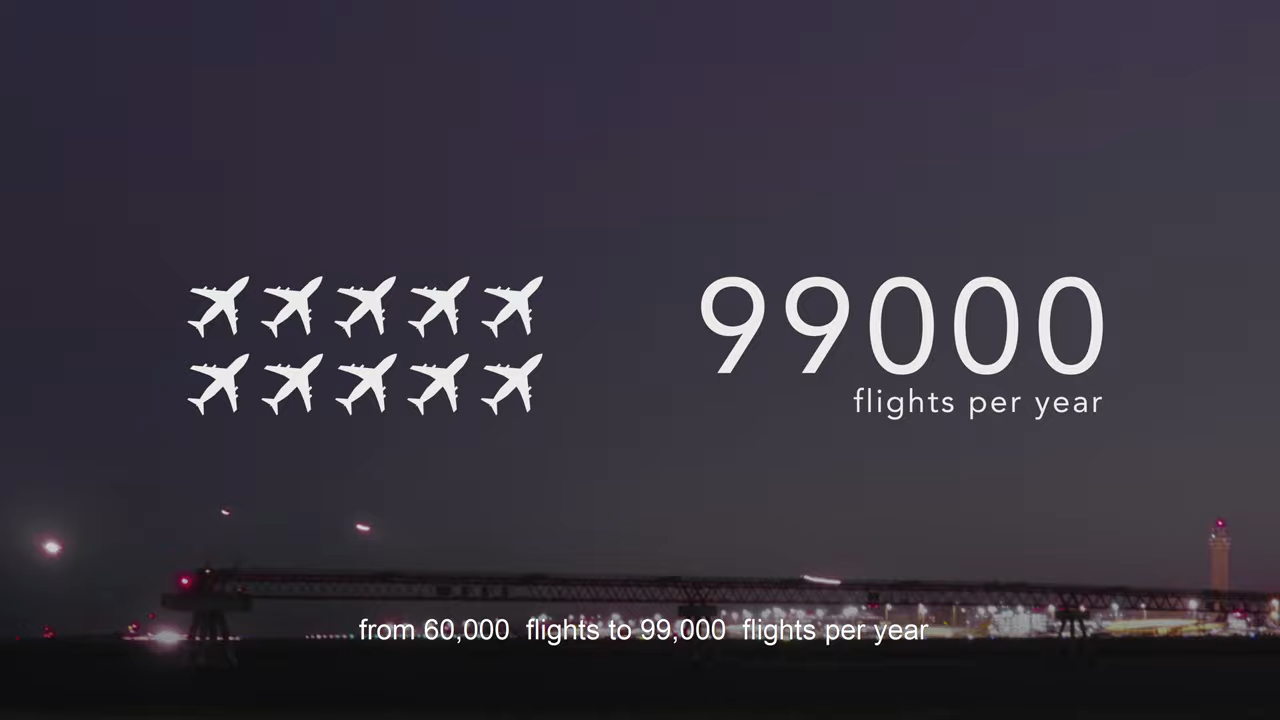 99000
flights per year
from 60,000  flights to 99,000  flights per year